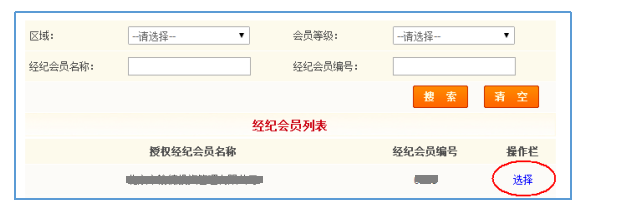 区域： --请选择-- 会员等级： --请选择--
经纪会员名称： 经纪会员编号：
搜 索 清 空
经纪会员列表
授权经纪会员名称 经纪会员编号 操作栏
选择